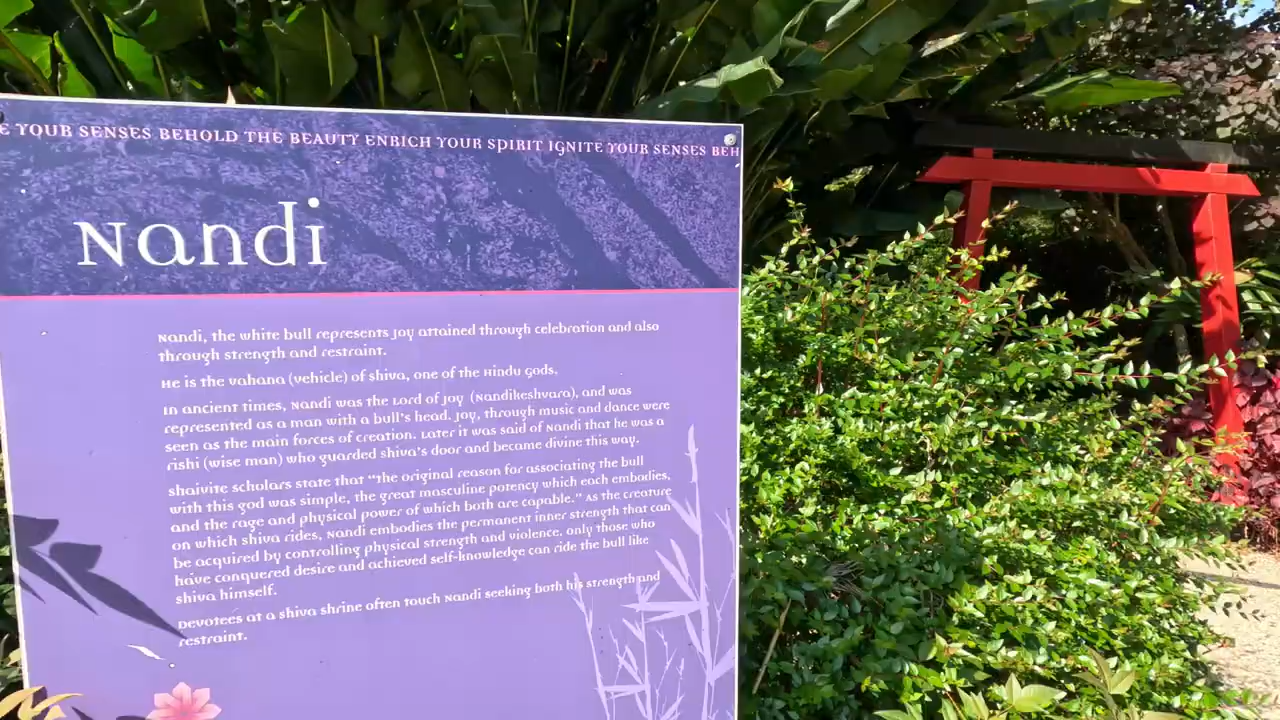 E YOUR SENSES BEHOLD THE BEAUTY ENRICH YOUR SPIRIT IGNITE YOUR SENSES BEH
Nandi
Nandi, the white bull represents joy attained through celebration and also
through strength and restraint.
He is the vahana (vehicle) of shiva, one of the Hindu gods.
In ancient times, Nandi was the Lord of Joy (Nandikeshvara), and was
represented as a man with a bull's head. Joy, through music and dance were
seen as the main forces of creation. Later it was said of Nandi that he was a
rishi (wise man) who guarded shiva's door and became divine this way.
shaivite scholars state that "the original reason for associating the bull
with this god was simple, the great masculine potency which each embodies,
and the rage and physical power of which both are capable." As the creature
on which shiva rides, Nandi embodies the permanent inner strength that can
be acquired by controlling physical strength and violence, only those who
have conquered desire and achieved self-knowledge can ride the bull like
shiva himself.
Devotees at a shiva shrine often touch Nandi seeking both his strength and
restraint.